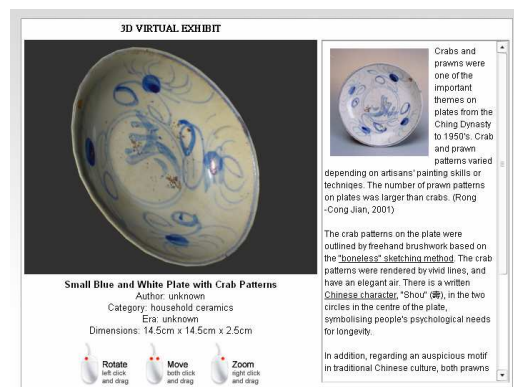 3D VIRTUAL EXHIBIT
Small Blue and White Plate with Crab Patterns
Author: unknown
Category: household ceramics
Era: unknown
Dimensions: 14.5cm x 14.5cm x 2.5cm
Rotate
left click
and drag
Move
both click
and drag
Zoom
right click
and drag
Crabs and
prawns were
one of the
important
themes on
plates from the
Ching Dynasty
to 1950's. Crab
and prawn
patterns varied
depending on artisans' painting skills or
techniqes. The number of prawn patterns
on plates was larger than crabs. (Rong
-Cong Jian, 2001)
The crab patterns on the plate were
outlined by freehand brushwork based on
the "boneless" sketching method. The crab
patterns were rendered by vivid lines, and
have an elegant air. There is a written
Chinese character, "Shou" (壽), in the two
circles in the centre of the plate,
symbolising people's psychological needs
for longevity.
In addition, regarding an auspicious motif
in traditional Chinese culture, both prawns